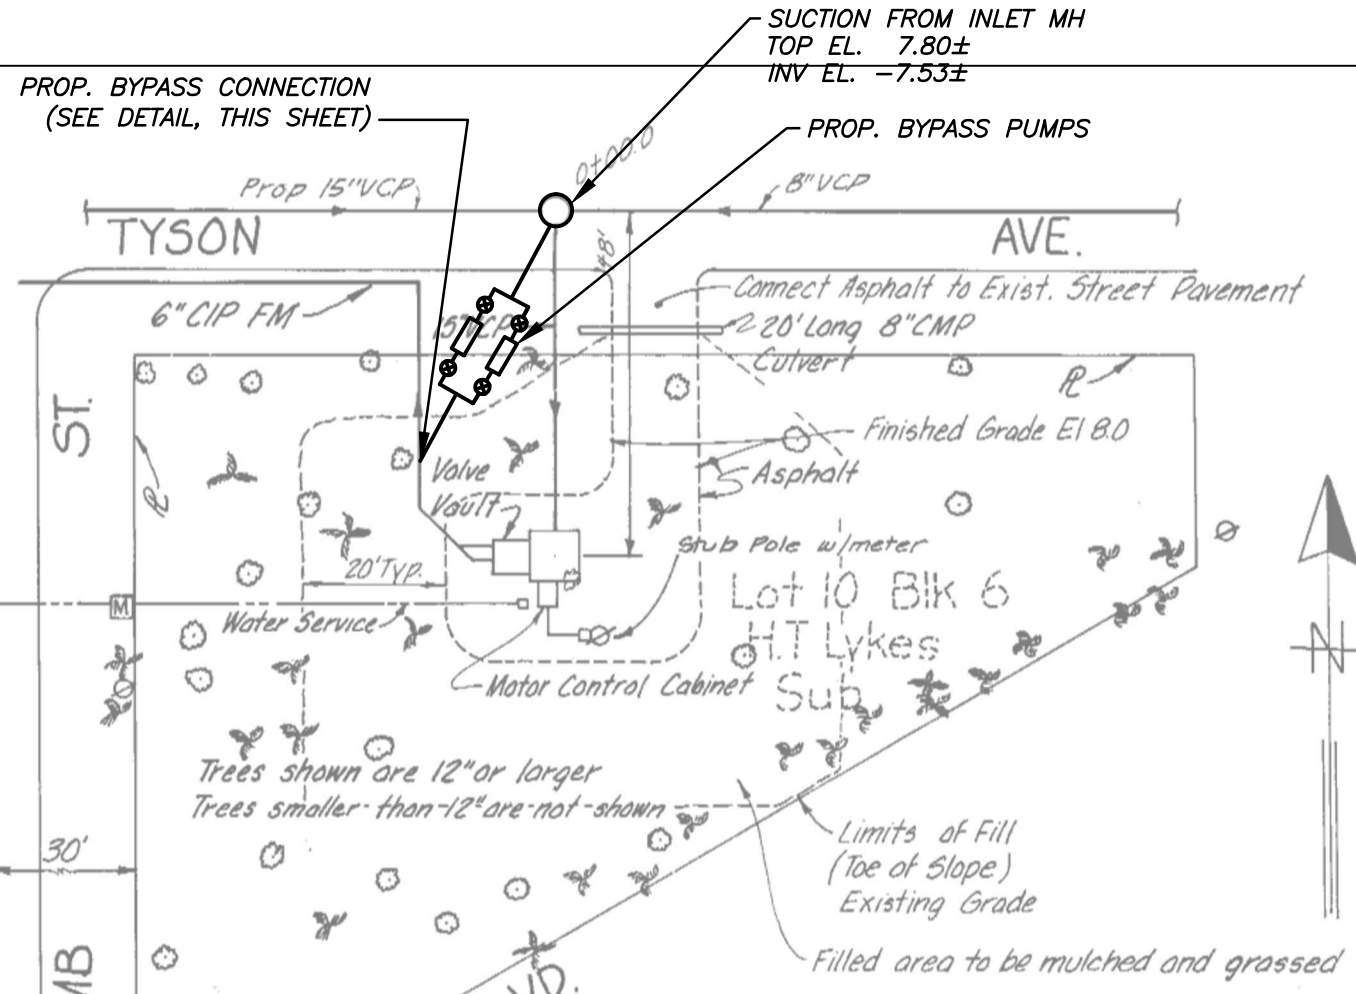 SUCTION FROM INLET MH
TOP EL. 7.80±
INV EL. -7.53±
PROP. BYPASS CONNECTION
(SEE DETAIL, THIS SHEET)
PROP. BYPASS PUMPS
0+00.0
Prop 15"VCP
8"VCP
TYSON AVE.
48'
Connect Asphalt to Exist. Street Pavement
6"CIP FM
15"VCP
20' Long 8"CMP
Culvert
PL
ST.
Finished Grade El 8.0
PL
Valve
Vault
Asphalt
Stub Pole w/meter
20' Typ.
Lot 10 Blk 6
H.T Lykes
Sub.
M
Water Service
N
Motor Control Cabinet
Trees shown are 12" or larger
Trees smaller than 12" are not shown
Limits of Fill
(Toe of Slope)
Existing Grade
30'
Filled area to be mulched and grassed
MB
VD.